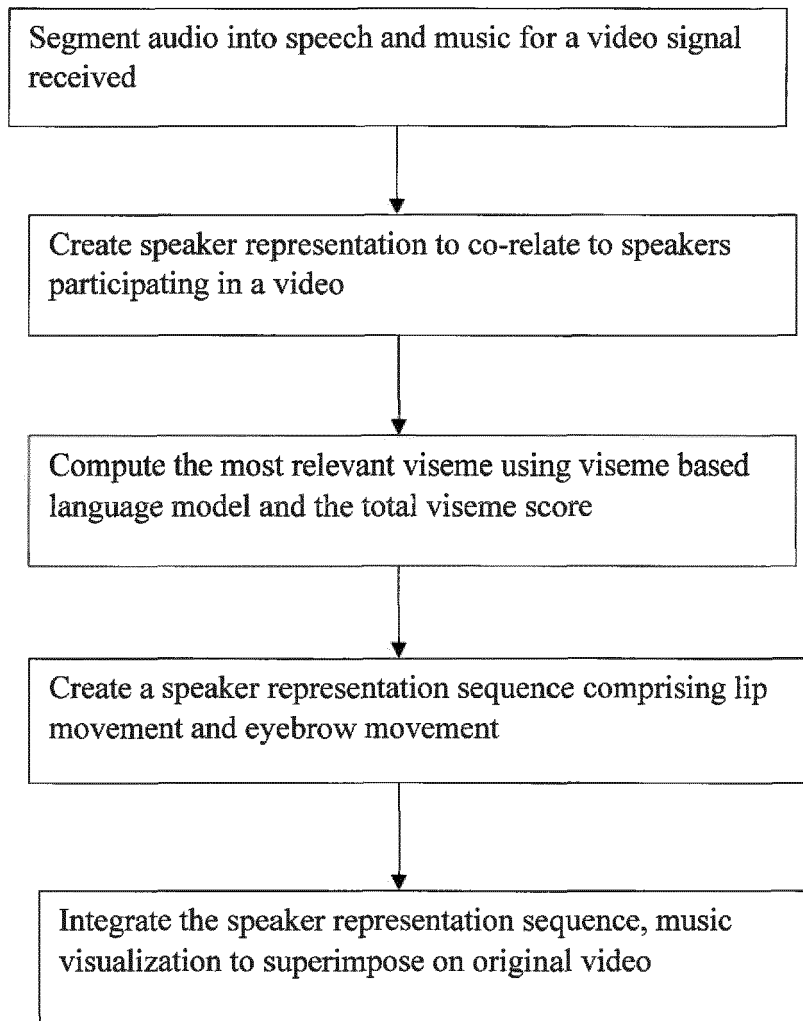 Segment audio into speech and music for a video signal
received
Create speaker representation to co-relate to speakers
participating in a video
Compute the most relevant viseme using viseme based
language model and the total viseme score
Create a speaker representation sequence comprising lip
movement and eyebrow movement
Integrate the speaker representation sequence, music
visualization to superimpose on original video